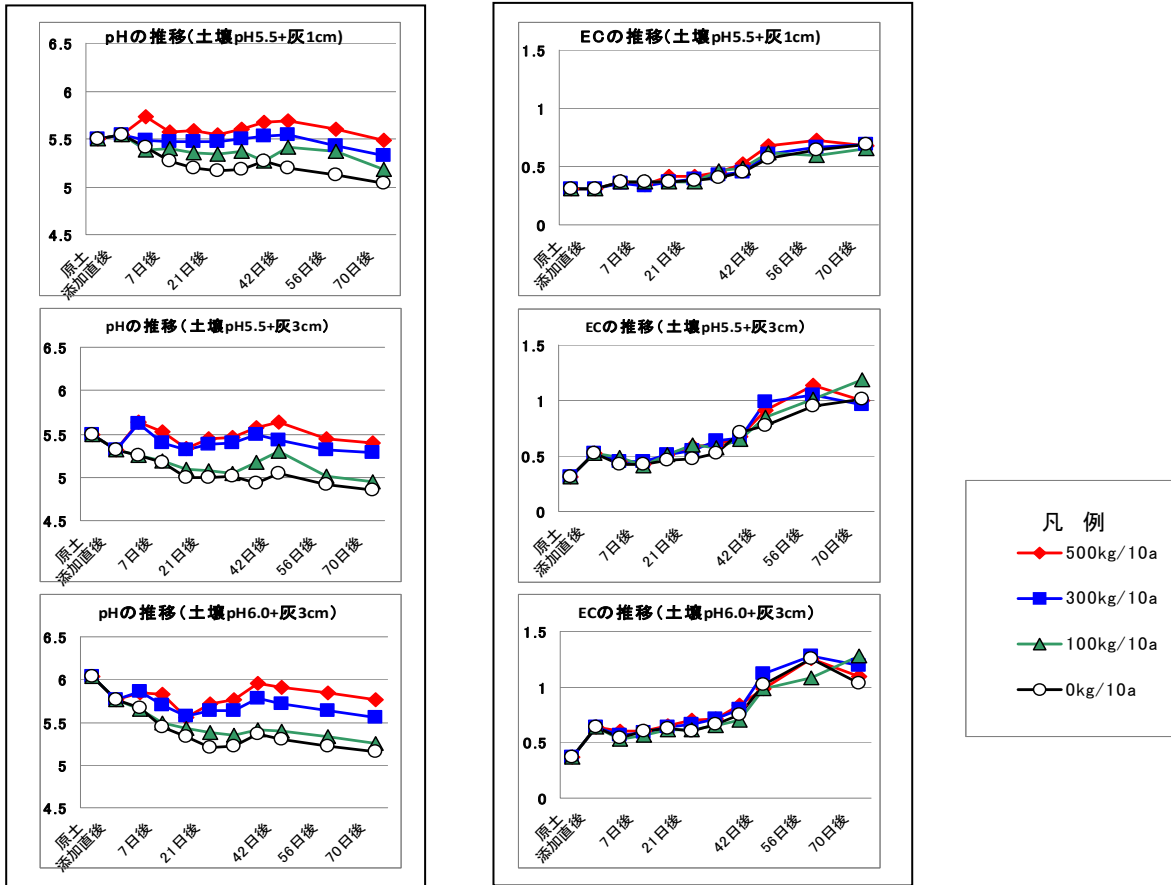 pHの推移(土壌pH5.5+灰1cm)
6.5
6
5.5
5
4.5
原土
添加直後
7日後
21日後
42日後
56日後
70日後
pHの推移(土壌pH5.5+灰3cm)
6.5
6
5.5
5
4.5
原土
添加直後
7日後
21日後
42日後
56日後
70日後
pHの推移(土壌pH6.0+灰3cm)
6.5
6
5.5
5
4.5
原土
添加直後
7日後
21日後
42日後
56日後
70日後
ECの推移(土壌pH5.5+灰1cm)
1.5
1
0.5
0
原土
添加直後
7日後
21日後
42日後
56日後
70日後
ECの推移(土壌pH5.5+灰3cm)
1.5
1
0.5
0
原土
添加直後
7日後
21日後
42日後
56日後
70日後
ECの推移(土壌pH6.0+灰3cm)
1.5
1
0.5
0
原土
添加直後
7日後
21日後
42日後
56日後
70日後
凡 例
500kg/10a
300kg/10a
100kg/10a
0kg/10a